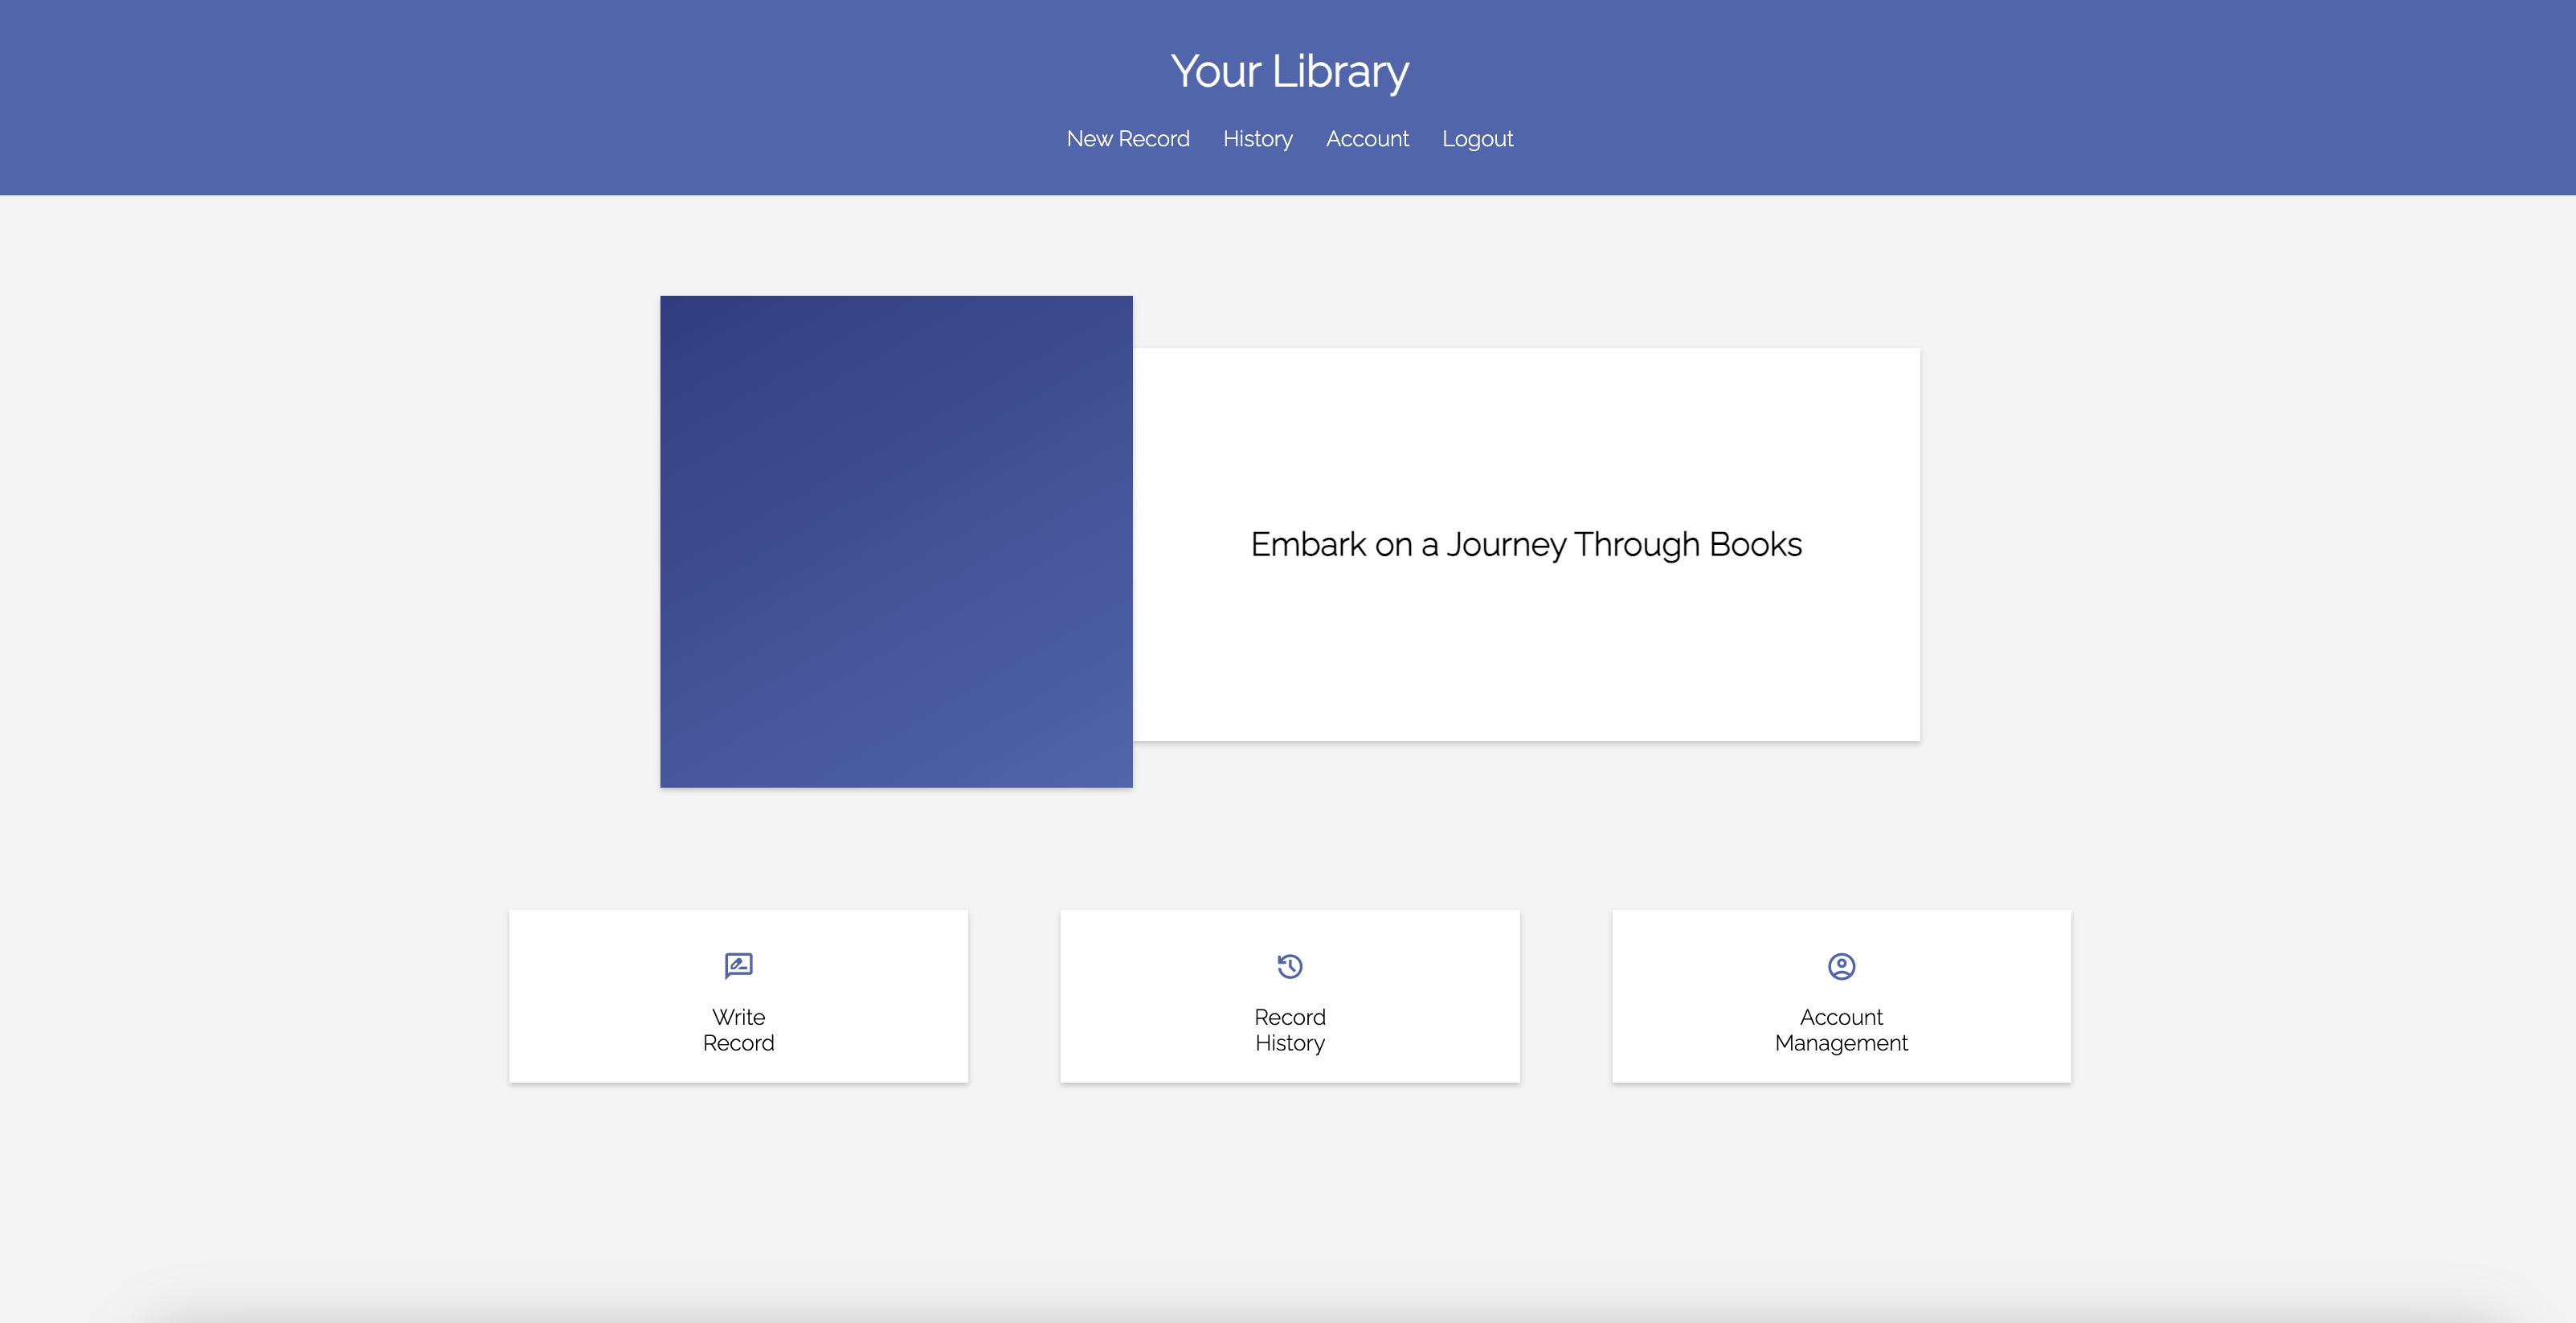 Your Library
New Record History Account Logout
Embark on a Journey Through Books
Write
Record
Record
History
Account
Management